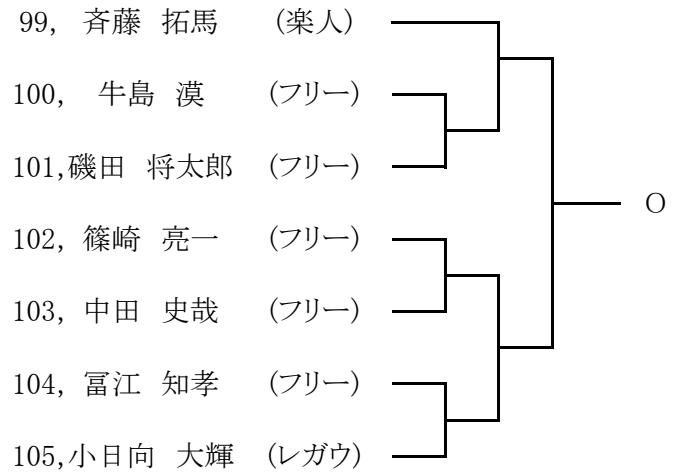 99, 斉藤 拓馬 (楽人)
100, 牛島 漠 (フリー)
101,磯田 将太郎 (フリー)
102, 篠崎 亮一 (フリー)
103, 中田 史哉 (フリー)
104, 冨江 知孝 (フリー)
105,小日向 大輝 (レガウ)
O